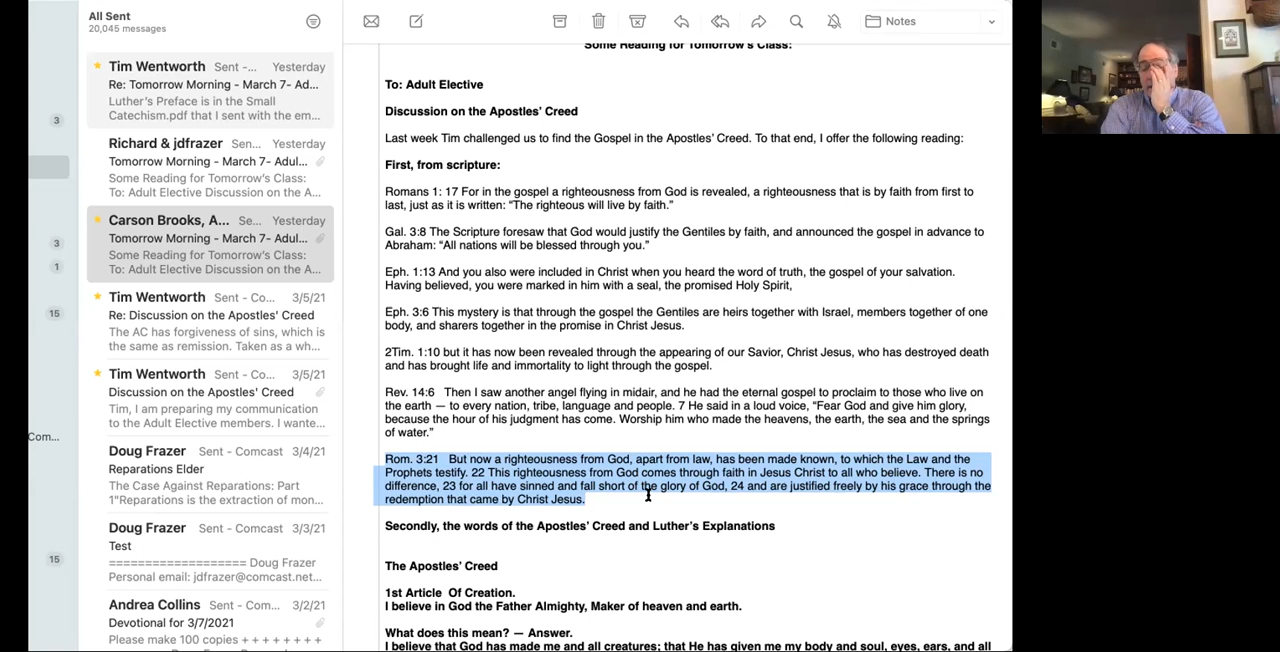 All Sent
20,045 messages
Notes
3
3
1
15
Com...
15
Tim Wentworth Sent -... Yesterday
Re: Tomorrow Morning - March 7- Ad...
Luther's Preface is in the Small
Catechism.pdf that I sent with the em...
Richard & jdfrazer Sen... Yesterday
Tomorrow Morning - March 7- Adul...
Some Reading for Tomorrow's Class:
To: Adult Elective Discussion on the A...
Carson Brooks, A... Se... Yesterday
Tomorrow Morning - March 7- Adul...
Some Reading for Tomorrow's Class:
To: Adult Elective Discussion on the A...
Tim Wentworth Sent - Co... 3/5/21
Re: Discussion on the Apostles' Creed
The AC has forgiveness of sins, which is
the same as remission. Taken as a wh...
Tim Wentworth Sent - Co... 3/5/21
Discussion on the Apostles' Creed
Tim, I am preparing my communication
to the Adult Elective members. I wante...
Doug Frazer Sent - Comcast 3/4/21
Reparations Elder
The Case Against Reparations: Part
1"Reparations is the extraction of mon...
Doug Frazer Sent - Comcast 3/3/21
Test
=================== Doug Frazer
Personal email: jdfrazer@comcast.net...
Andrea Collins Sent - Com... 3/2/21
Devotional for 3/7/2021
Please make 100 copies + + + + + + + +
Some Reading for Tomorrow's Class:
To: Adult Elective
Discussion on the Apostles' Creed
Last week Tim challenged us to find the Gospel in the Apostles' Creed. To that end, I offer the following reading:
First, from scripture:
Romans 1: 17 For in the gospel a righteousness from God is revealed, a righteousness that is by faith from first to
last, just as it is written: “The righteous will live by faith.”
Gal. 3:8 The Scripture foresaw that God would justify the Gentiles by faith, and announced the gospel in advance to
Abraham: “All nations will be blessed through you.”
Eph. 1:13 And you also were included in Christ when you heard the word of truth, the gospel of your salvation.
Having believed, you were marked in him with a seal, the promised Holy Spirit,
Eph. 3:6 This mystery is that through the gospel the Gentiles are heirs together with Israel, members together of one
body, and sharers together in the promise in Christ Jesus.
2Tim. 1:10 but it has now been revealed through the appearing of our Savior, Christ Jesus, who has destroyed death
and has brought life and immortality to light through the gospel.
Rev. 14:6 Then I saw another angel flying in midair, and he had the eternal gospel to proclaim to those who live on
the earth — to every nation, tribe, language and people. 7 He said in a loud voice, “Fear God and give him glory,
because the hour of his judgment has come. Worship him who made the heavens, the earth, the sea and the springs
of water.”
Rom. 3:21 But now a righteousness from God, apart from law, has been made known, to which the Law and the
Prophets testify. 22 This righteousness from God comes through faith in Jesus Christ to all who believe. There is no
difference, 23 for all have sinned and fall short of the glory of God, 24 and are justified freely by his grace through the
redemption that came by Christ Jesus.
Secondly, the words of the Apostles' Creed and Luther's Explanations
The Apostles' Creed
1st Article Of Creation.
I believe in God the Father Almighty, Maker of heaven and earth.
What does this mean? — Answer.
I believe that God has made me and all creatures; that He has given me my body and soul, eyes, ears, and all